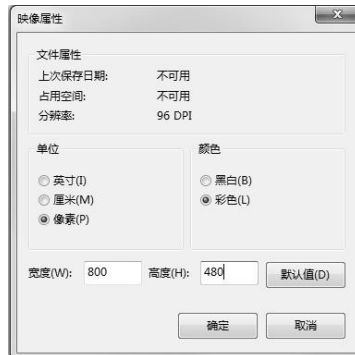 映像属性
文件属性
上次保存日期: 不可用
占用空间: 不可用
分辨率: 96 DPI
单位 颜色
英寸(I) 黑白(B)
厘米(M) 彩色(L)
像素(P)
宽度(W): 800 高度(H): 480 默认值(D)
确定 取消